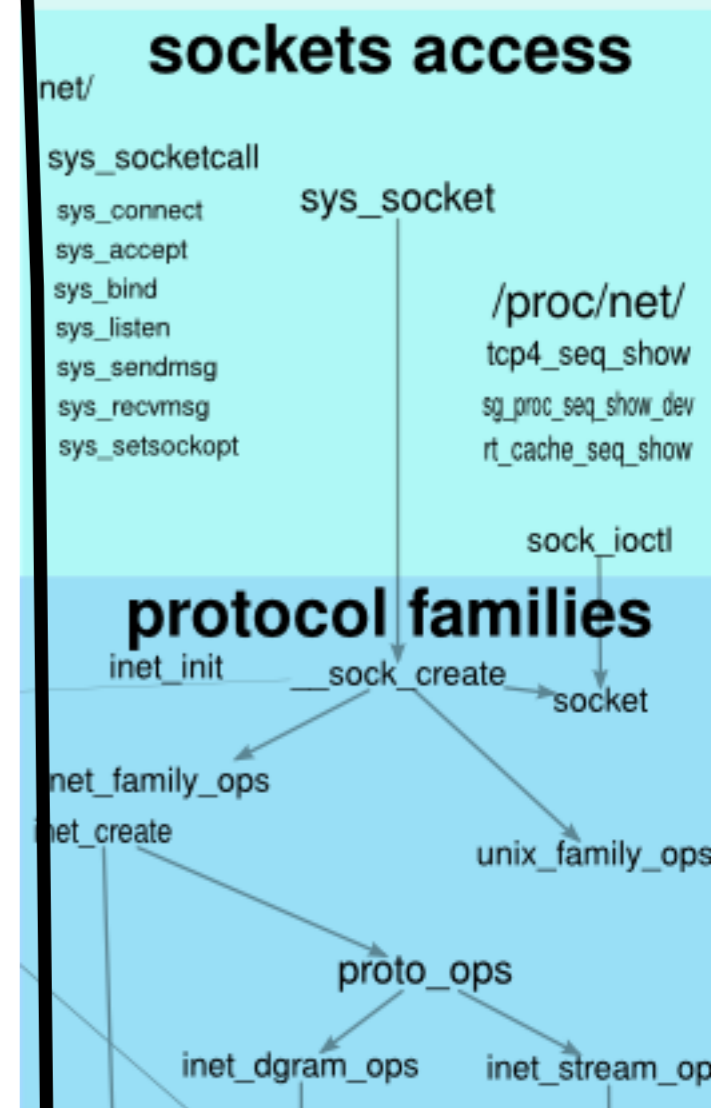 sockets access
net/
sys_socketcall
sys_connect
sys_accept
sys_bind
sys_listen
sys_sendmsg
sys_recvmsg
sys_setsockopt
sys_socket
/proc/net/
tcp4_seq_show
sg_proc_seq_show_dev
rt_cache_seq_show
sock_ioctl
protocol families
inet_init
__sock_create
socket
net_family_ops
inet_create
unix_family_ops
proto_ops
inet_dgram_ops
inet_stream_op